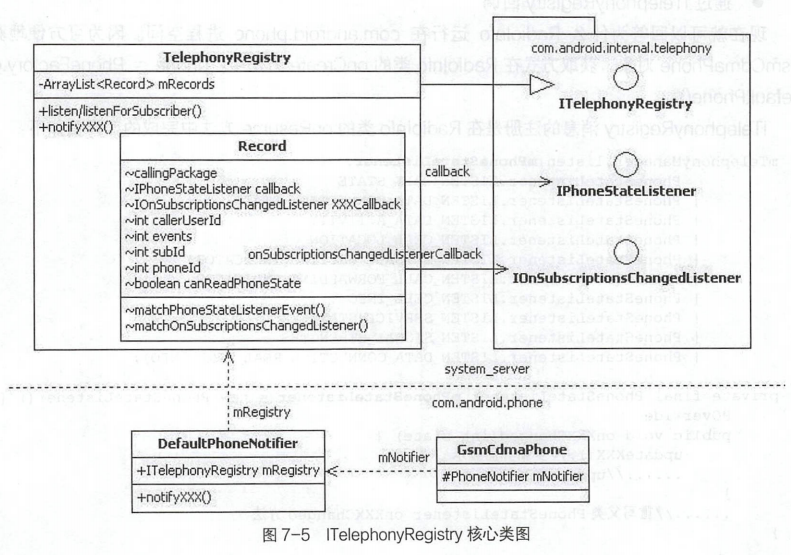 TelephonyRegistry
-ArrayList<Record> mRecords
+listen/listenForSubscriber()
+notifyXXX()
Record
~callingPackage
~IPhoneStateListener callback
~IOnSubscriptionsChangedListener XXXCallback
~int callerUserId
~int events
~int subId
~int phoneId
~boolean canReadPhoneState
~matchPhoneStateListenerEvent()
~matchOnSubscriptionsChangedListener()
com.android.internal.telephony
ITelephonyRegistry
callback
IPhoneStateListener
onSubscriptionsChangedListenerCallback
IOnSubscriptionsChangedListener
system_server
com.android.phone
mRegistry
DefaultPhoneNotifier
+ITelephonyRegistry mRegistry
+notifyXXX()
mNotifier
GsmCdmaPhone
#PhoneNotifier mNotifier
图 7-5 ITelephonyRegistry 核心类图